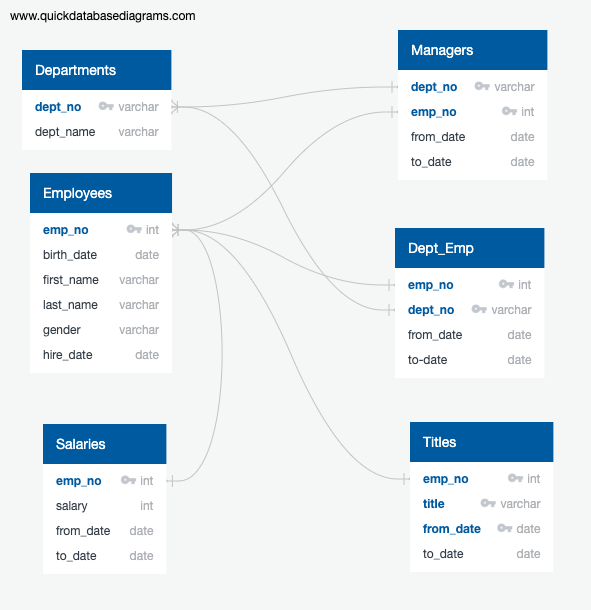 www.quickdatabasediagrams.com
Departments
dept_no varchar
dept_name varchar
Employees
emp_no int
birth_date date
first_name varchar
last_name varchar
gender varchar
hire_date date
Salaries
emp_no int
salary int
from_date date
to_date date
Managers
dept_no varchar
emp_no int
from_date date
to_date date
Dept_Emp
emp_no int
dept_no varchar
from_date date
to-date date
Titles
emp_no int
title varchar
from_date date
to_date date